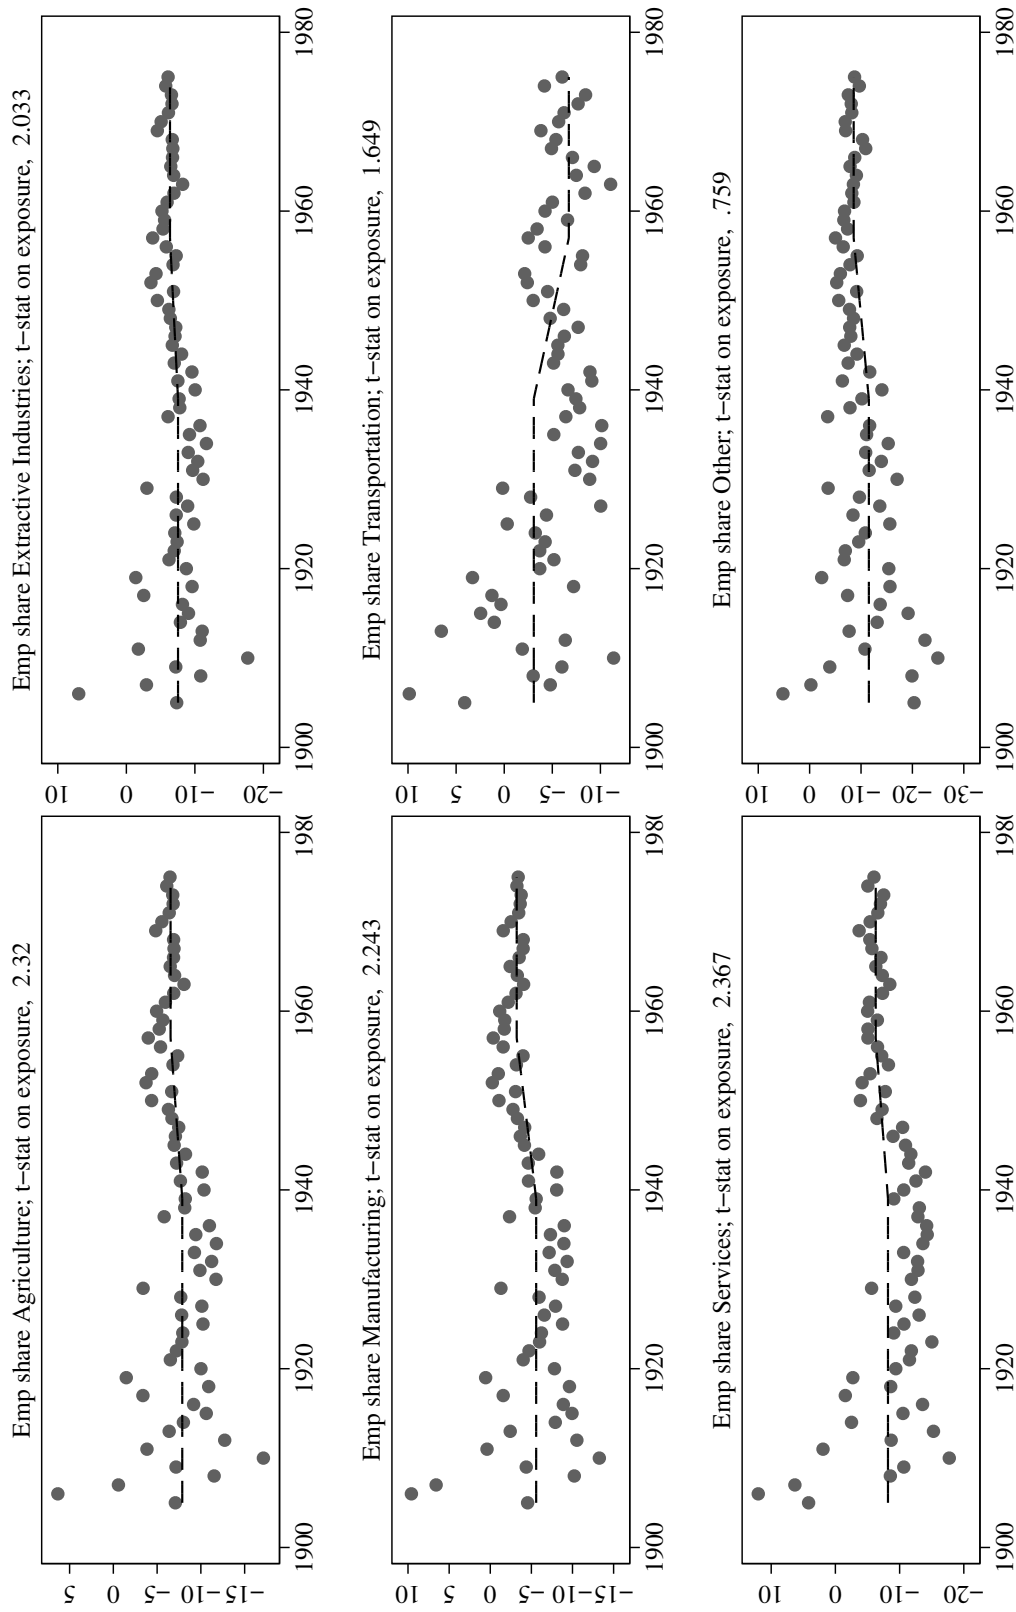 Emp share Agriculture; t−stat on exposure, 2.32
5
0
−5
−10
−15
1900 1920 1940 1960 1980
Emp share Extractive Industries; t−stat on exposure, 2.033
10
0
−10
−20
1900 1920 1940 1960 1980
Emp share Manufacturing; t−stat on exposure, 2.243
10
5
0
−5
−10
−15
1900 1920 1940 1960 1980
Emp share Transportation; t−stat on exposure, 1.649
10
5
0
−5
−10
1900 1920 1940 1960 1980
Emp share Services; t−stat on exposure, 2.367
10
0
−10
−20
1900 1920 1940 1960 1980
Emp share Other; t−stat on exposure, .759
10
0
−10
−20
−30
1900 1920 1940 1960 1980